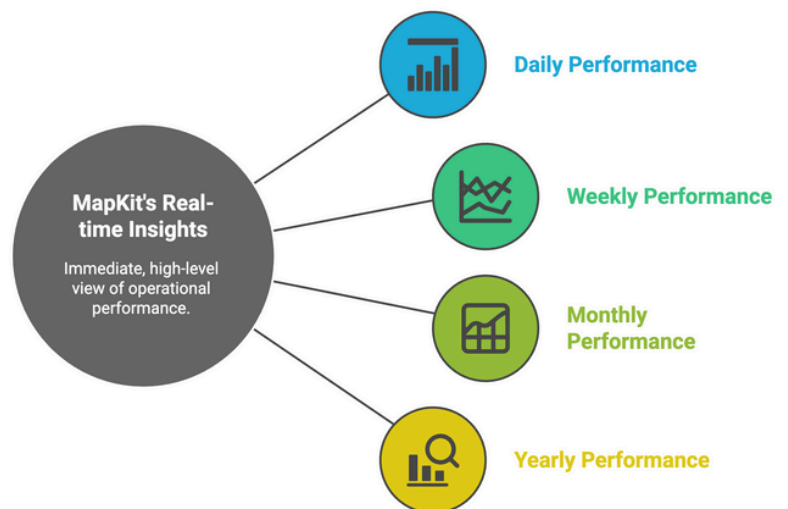 MapKit's Real-
time Insights
Immediate, high-level
view of operational
performance.
Daily Performance
Weekly Performance
Monthly
Performance
Yearly Performance